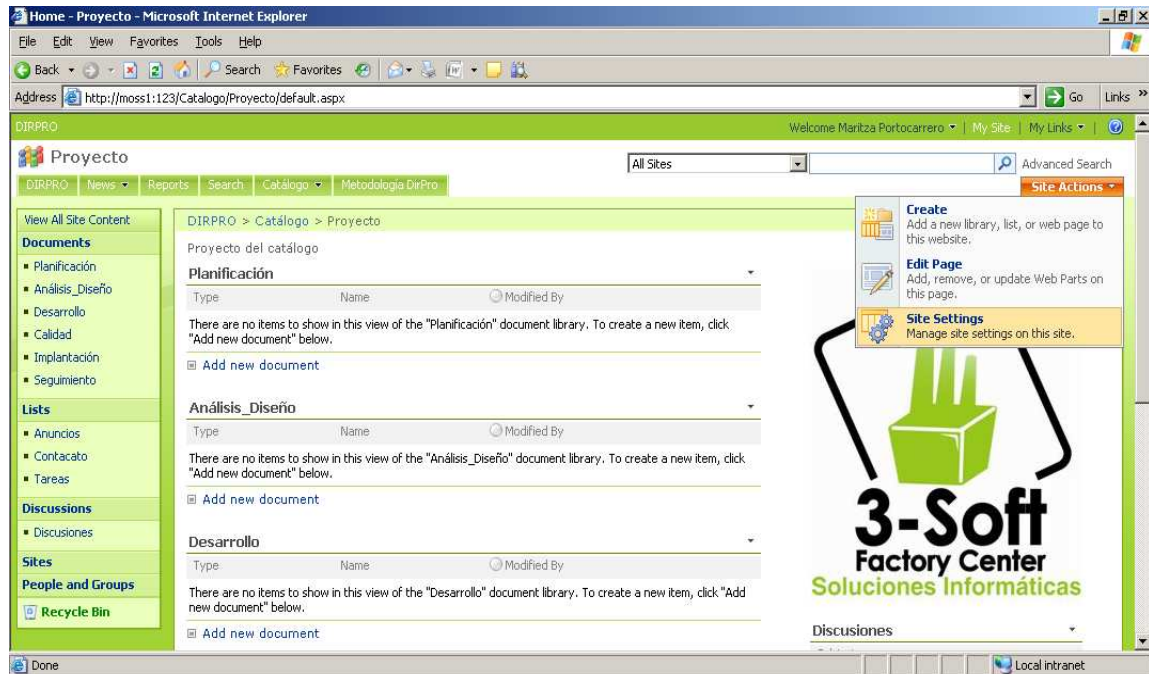 Home - Proyecto - Microsoft Internet Explorer
File Edit View Favorites Tools Help
Back Search Favorites
Address http://moss1:123/Catalogo/Proyecto/default.aspx Go Links »
DIRPRO Welcome Maritza Portocarrero | My Site | My Links |
Proyecto All Sites Advanced Search
DIRPRO News Reports Search Catálogo Metodología DirPro Site Actions
View All Site Content
Documents
Planificación
Análisis_Diseño
Desarrollo
Calidad
Implantación
Seguimiento
Lists
Anuncios
Contacato
Tareas
Discussions
Discusiones
Sites
People and Groups
Recycle Bin
DIRPRO > Catálogo > Proyecto
Proyecto del catálogo
Planificación
Type Name Modified By
There are no items to show in this view of the "Planificación" document library. To create a new item, click
"Add new document" below.
Add new document
Análisis_Diseño
Type Name Modified By
There are no items to show in this view of the "Análisis_Diseño" document library. To create a new item, click
"Add new document" below.
Add new document
Desarrollo
Type Name Modified By
There are no items to show in this view of the "Desarrollo" document library. To create a new item, click "Add
new document" below.
Add new document
Create
Add a new library, list, or web page to
this website.
Edit Page
Add, remove, or update Web Parts on
this page.
Site Settings
Manage site settings on this site.
3-Soft
Factory Center
Soluciones Informáticas
Discusiones
Done Local intranet